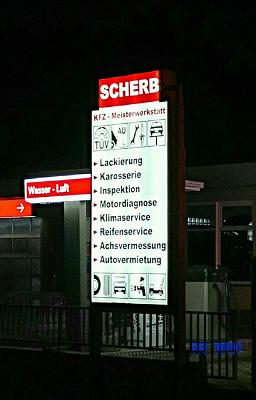 SCHERB
KFZ - Meisterwerkstatt
TÜV
AU
Lackierung
Karosserie
Inspektion
Motordiagnose
Klimaservice
Reifenservice
Achsvermessung
Autovermietung
Wasser - Luft